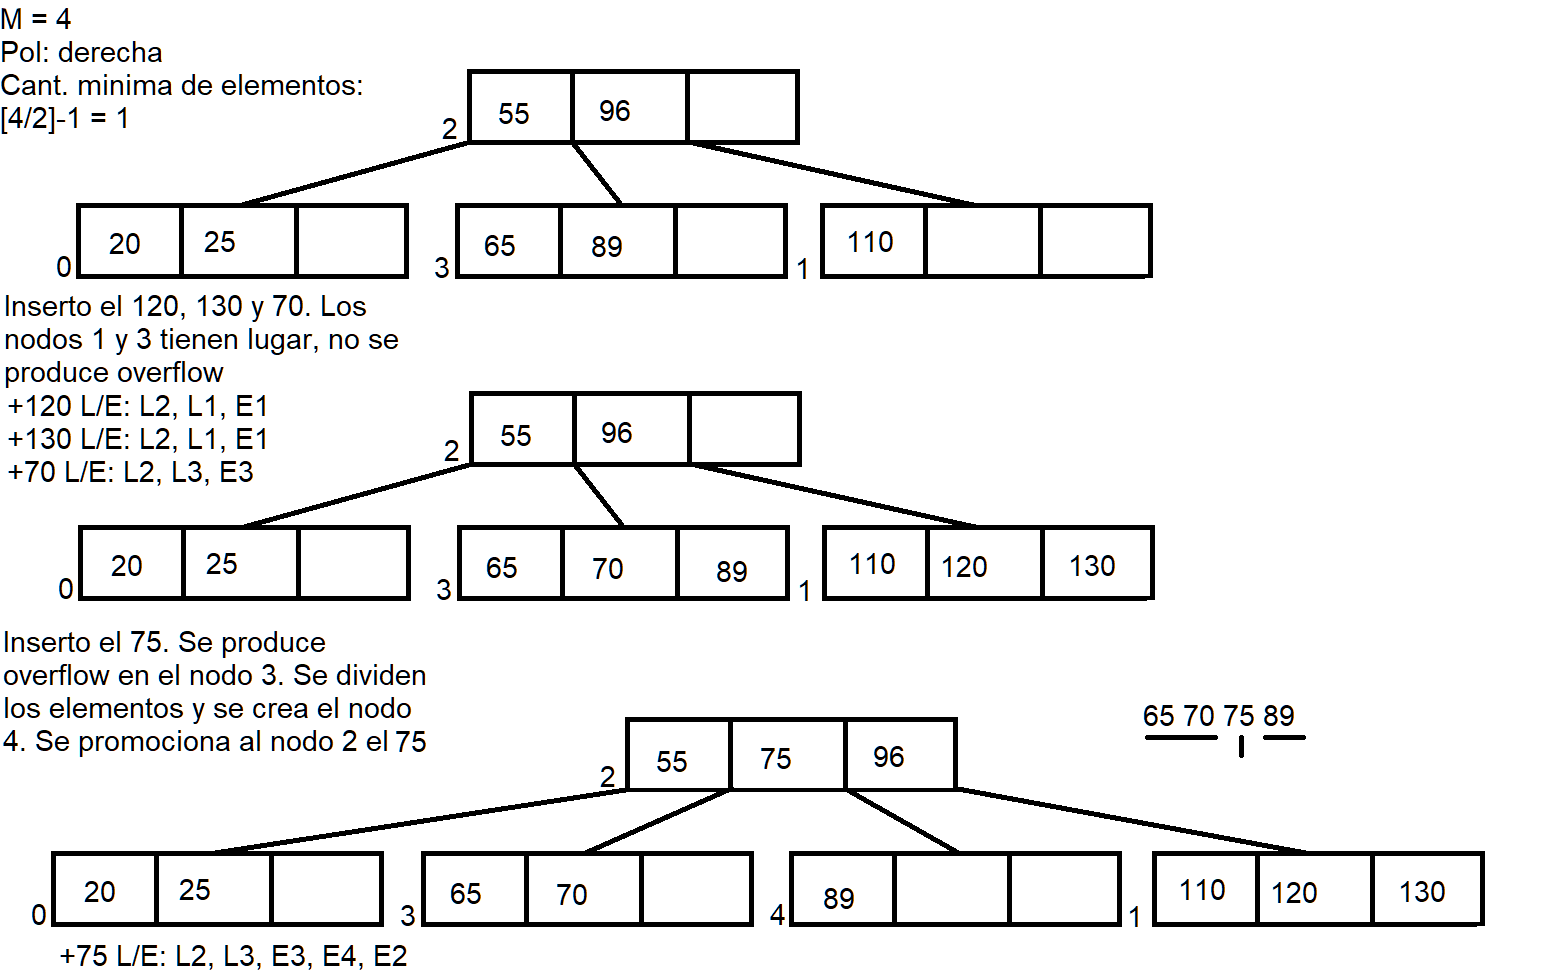 M = 4
Pol: derecha
Cant. minima de elementos:
[4/2]-1 = 1
2 55 96
0 20 25
3 65 89
1 110
Inserto el 120, 130 y 70. Los
nodos 1 y 3 tienen lugar, no se
produce overflow
+120 L/E: L2, L1, E1
+130 L/E: L2, L1, E1
+70 L/E: L2, L3, E3
2 55 96
0 20 25
3 65 70 89
1 110 120 130
Inserto el 75. Se produce
overflow en el nodo 3. Se dividen
los elementos y se crea el nodo
4. Se promociona al nodo 2 el 75
65 70 75 89
2 55 75 96
0 20 25
3 65 70
4 89
1 110 120 130
+75 L/E: L2, L3, E3, E4, E2